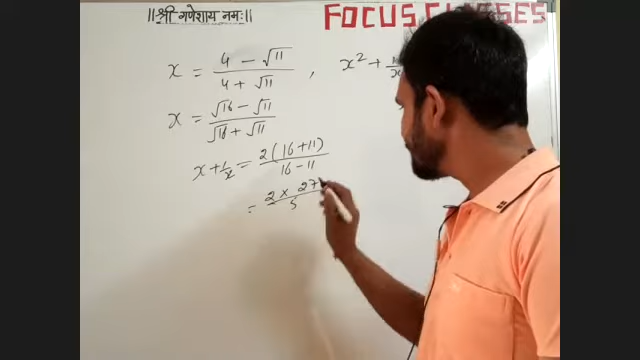 ||श्री गणेशाय नमः||
FOCUS CLASSES
x = (4 - √11)/(4 + √11) , x² +
x = (√16 - √11)/(√16 + √11)
x + 1/x = 2(16 + 11)/(16 - 11)
= (2 × 27)/5